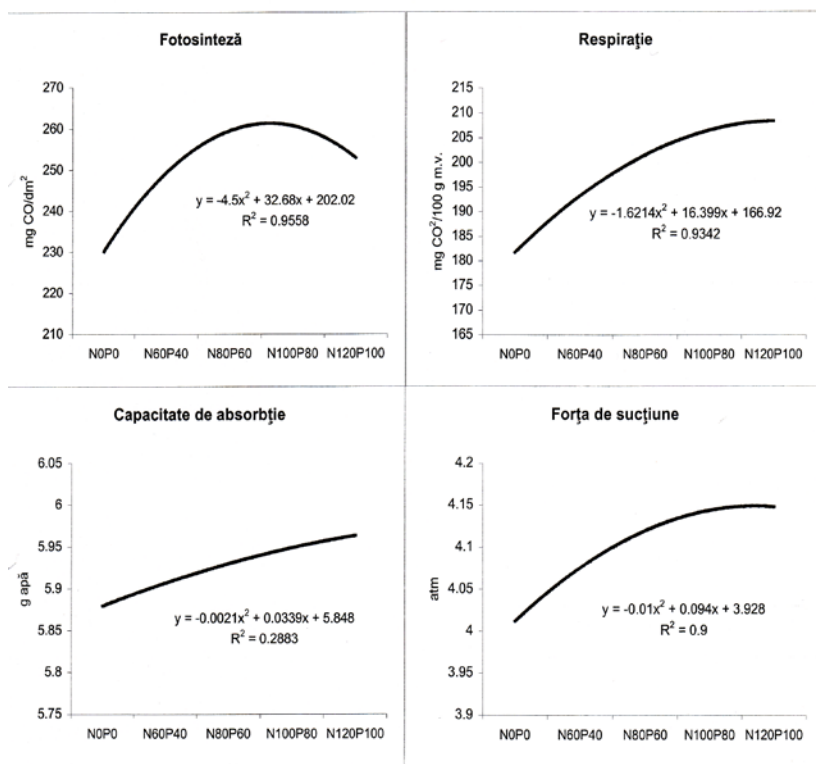 Fotosinteză
270
260
250
240
230
220
210
mg CO/dm²
y = -4.5x² + 32.68x + 202.02
R² = 0.9558
N0P0 N60P40 N80P60 N100P80 N120P100
Respiraţie
215
210
205
200
195
190
185
180
175
170
165
mg CO²/100 g m.v.
y = -1.6214x² + 16.399x + 166.92
R² = 0.9342
N0P0 N60P40 N80P60 N100P80 N120P100
Capacitate de absorbţie
6.05
6
5.95
5.9
5.85
5.8
5.75
g apă
y = -0.0021x² + 0.0339x + 5.848
R² = 0.2883
N0P0 N60P40 N80P60 N100P80 N120P100
Forţa de sucţiune
4.2
4.15
4.1
4.05
4
3.95
3.9
atm
y = -0.01x² + 0.094x + 3.928
R² = 0.9
N0P0 N60P40 N80P60 N100P80 N120P100